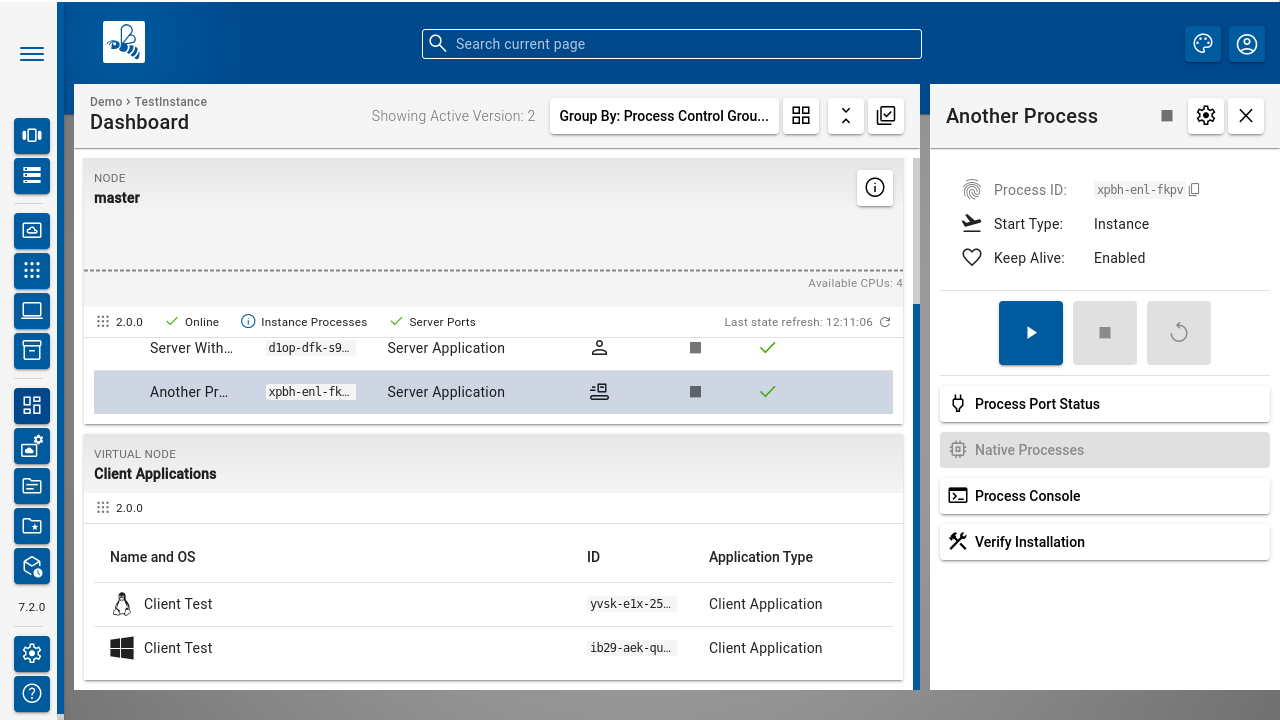 Search current page
Demo › TestInstance
Dashboard
Showing Active Version: 2
Group By: Process Control Grou...
NODE
master
Available CPUs: 4
2.0.0
Online
Instance Processes
Server Ports
Last state refresh: 12:11:06
Server With…
d1op-dfk-s9…
Server Application
Another Pr…
xpbh-enl-fk…
Server Application
VIRTUAL NODE
Client Applications
2.0.0
Name and OS
ID
Application Type
Client Test
yvsk-e1x-25…
Client Application
Client Test
ib29-aek-qu…
Client Application
7.2.0
Another Process
Process ID:
xpbh-enl-fkpv
Start Type:
Instance
Keep Alive:
Enabled
Process Port Status
Native Processes
Process Console
Verify Installation